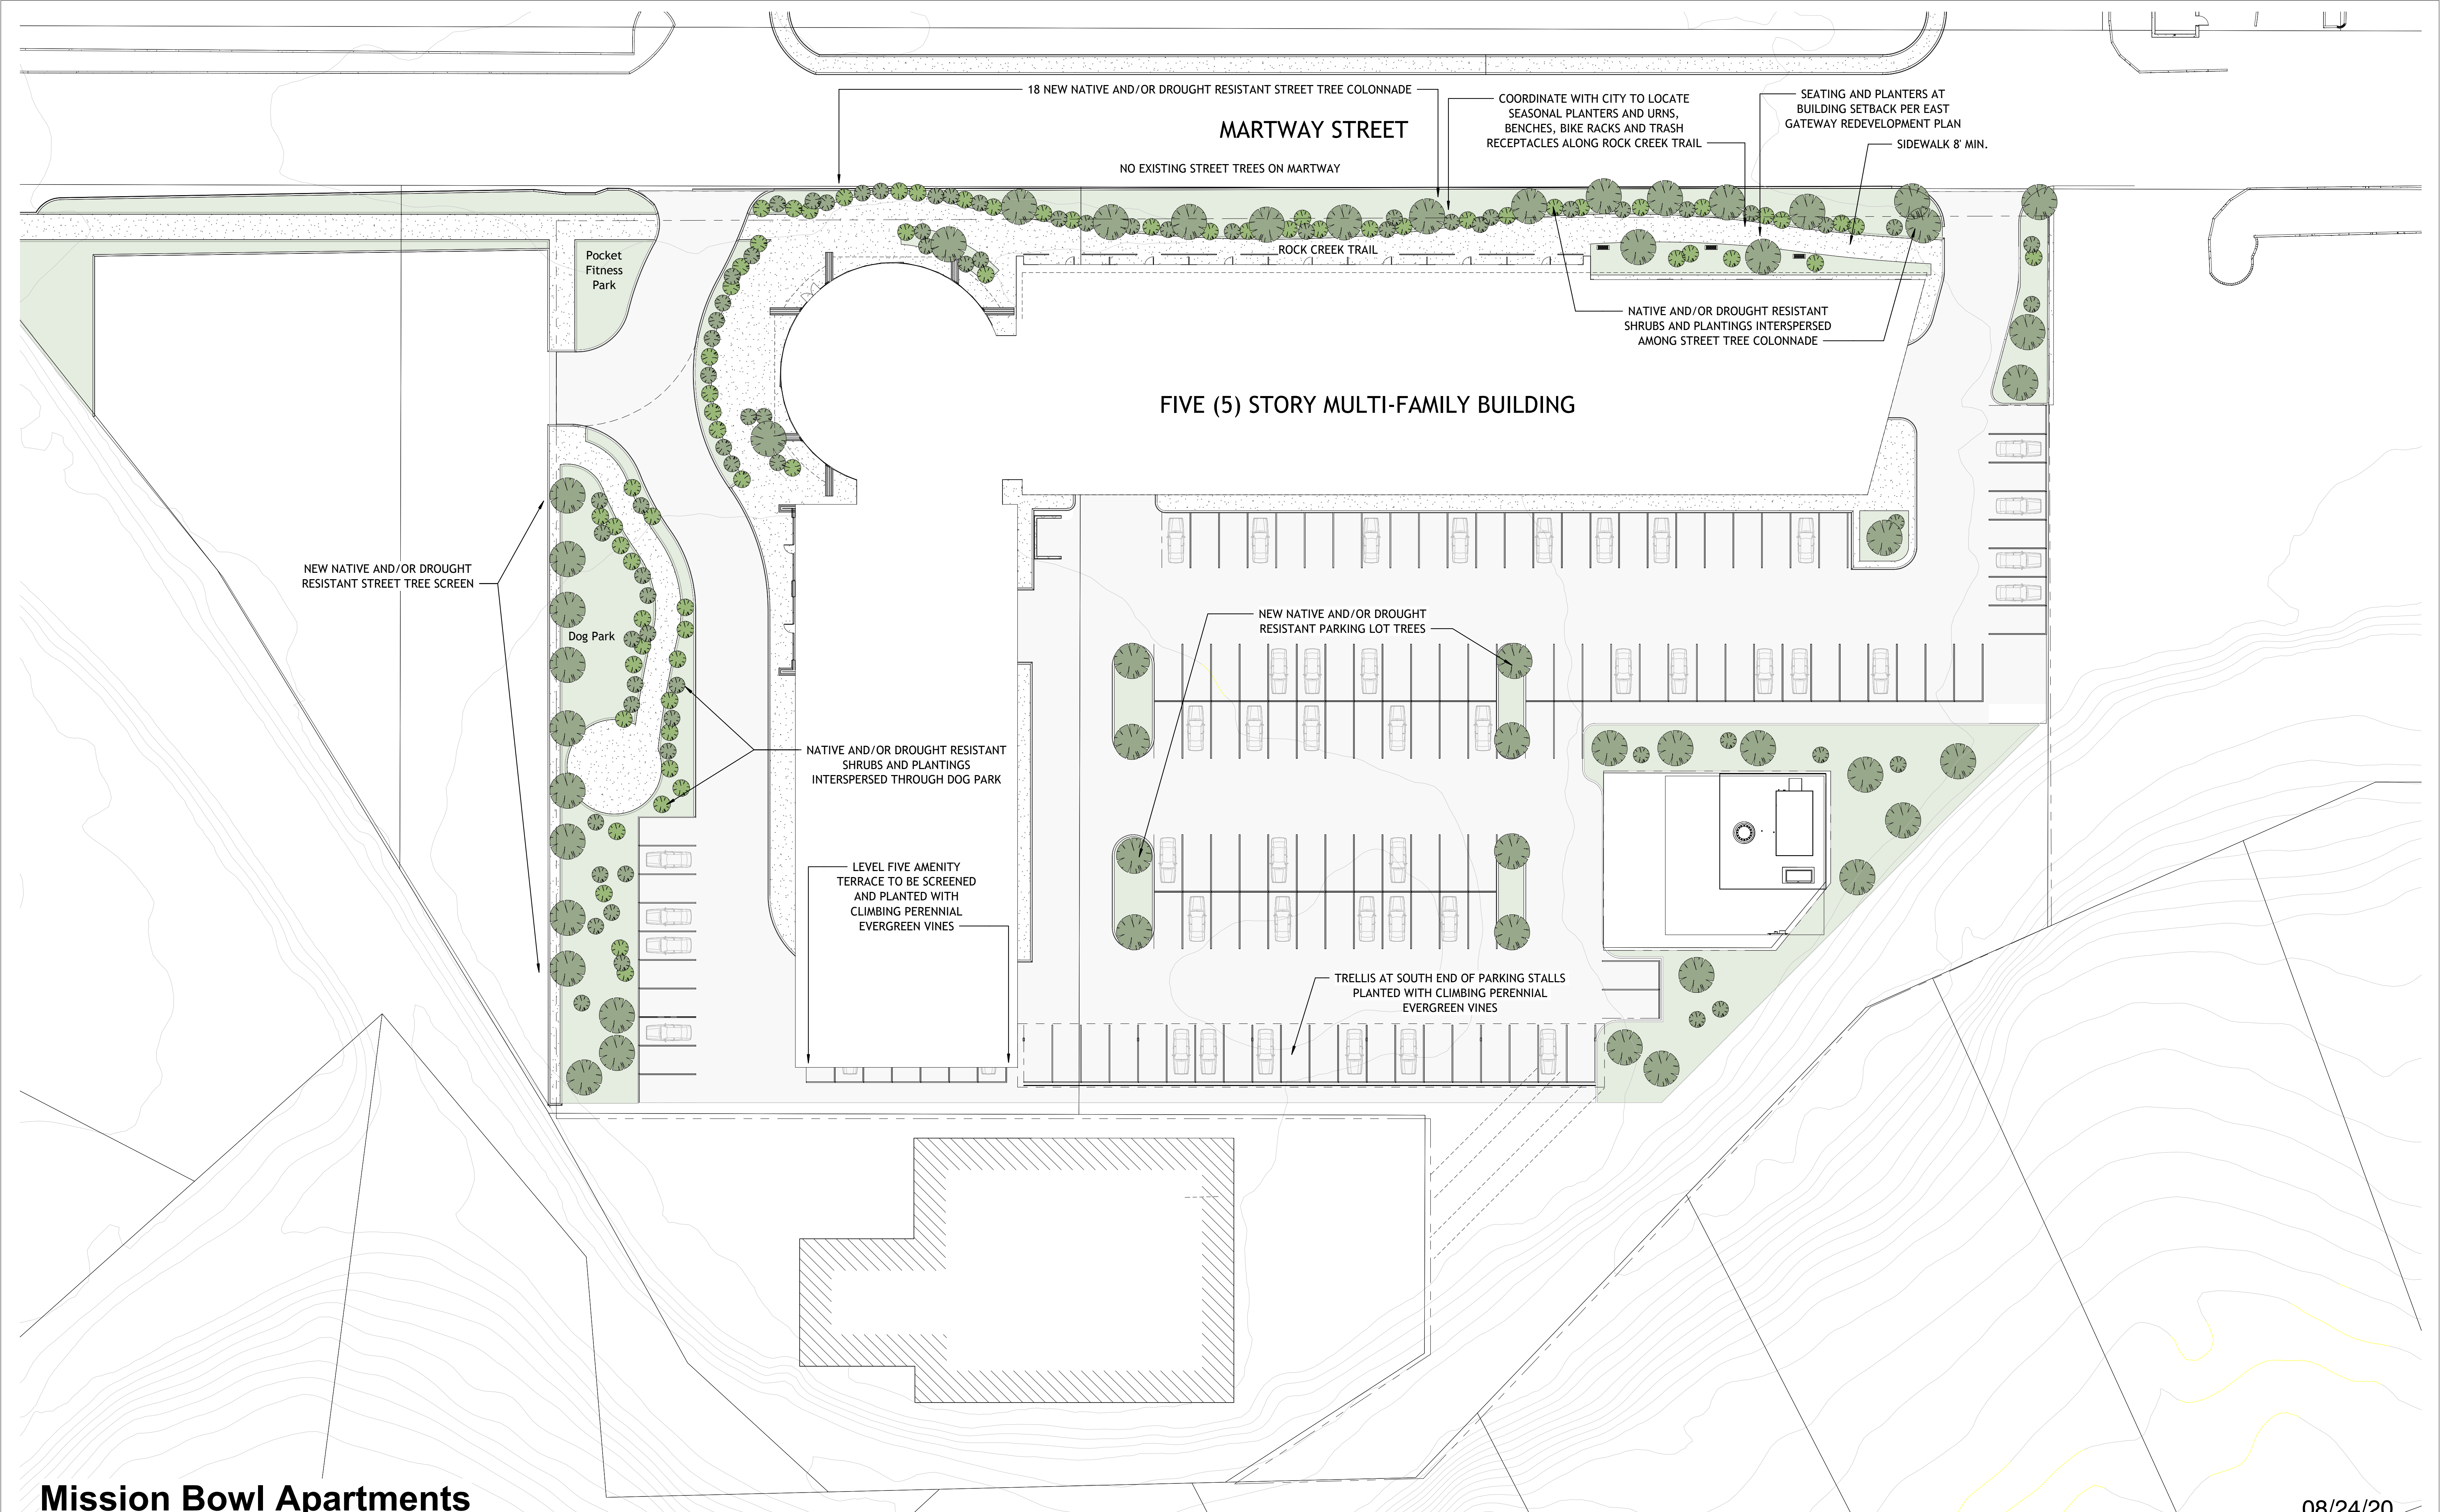 18 NEW NATIVE AND/OR DROUGHT RESISTANT STREET TREE COLONNADE
MARTWAY STREET
NO EXISTING STREET TREES ON MARTWAY
COORDINATE WITH CITY TO LOCATE
SEASONAL PLANTERS AND URNS,
BENCHES, BIKE RACKS AND TRASH
RECEPTACLES ALONG ROCK CREEK TRAIL
SEATING AND PLANTERS AT
BUILDING SETBACK PER EAST
GATEWAY REDEVELOPMENT PLAN
SIDEWALK 8' MIN.
Pocket
Fitness
Park
ROCK CREEK TRAIL
NATIVE AND/OR DROUGHT RESISTANT
SHRUBS AND PLANTINGS INTERSPERSED
AMONG STREET TREE COLONNADE
FIVE (5) STORY MULTI-FAMILY BUILDING
NEW NATIVE AND/OR DROUGHT
RESISTANT STREET TREE SCREEN
Dog Park
NEW NATIVE AND/OR DROUGHT
RESISTANT PARKING LOT TREES
NATIVE AND/OR DROUGHT RESISTANT
SHRUBS AND PLANTINGS
INTERSPERSED THROUGH DOG PARK
LEVEL FIVE AMENITY
TERRACE TO BE SCREENED
AND PLANTED WITH
CLIMBING PERENNIAL
EVERGREEN VINES
TRELLIS AT SOUTH END OF PARKING STALLS
PLANTED WITH CLIMBING PERENNIAL
EVERGREEN VINES
Mission Bowl Apartments
08/24/20